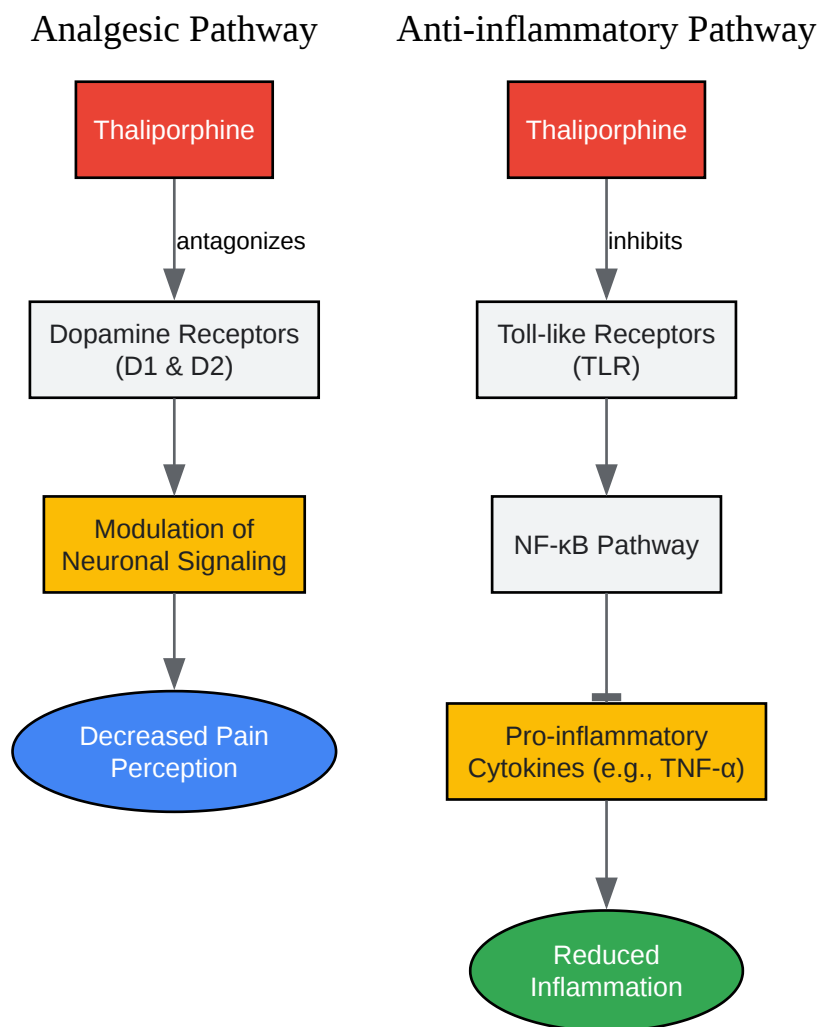 Analgesic Pathway
Thaliporphine
antagonizes
Dopamine Receptors
(D1 & D2)
Modulation of
Neuronal Signaling
Decreased Pain
Perception
Anti-inflammatory Pathway
Thaliporphine
inhibits
Toll-like Receptors
(TLR)
NF-κB Pathway
Pro-inflammatory
Cytokines (e.g., TNF-α)
Reduced
Inflammation